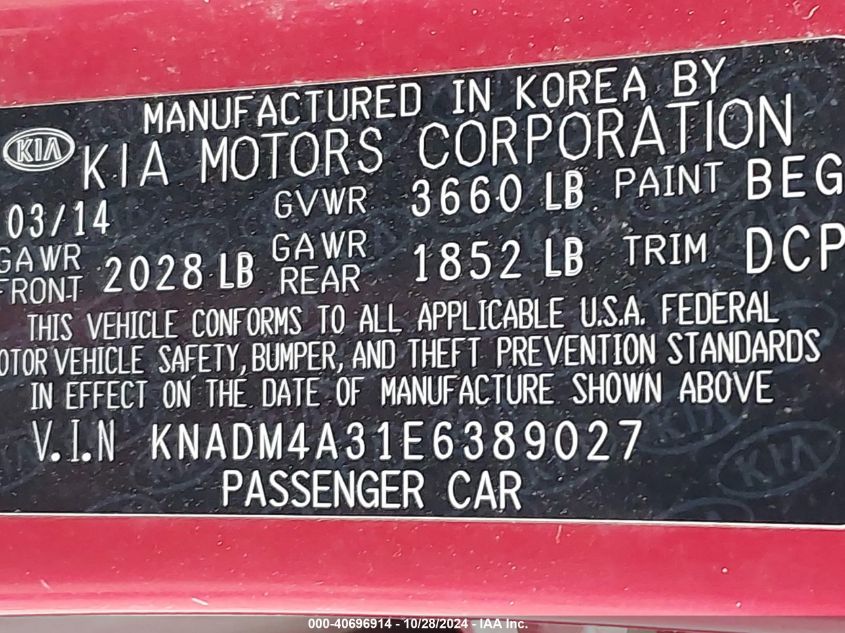 MANUFACTURED IN KOREA BY
KIA KIA MOTORS CORPORATION
03/14 GVWR 3660 LB PAINT BEG
GAWR FRONT 2028 LB GAWR REAR 1852 LB TRIM DCP
THIS VEHICLE CONFORMS TO ALL APPLICABLE U.S.A. FEDERAL
OTOR VEHICLE SAFETY, BUMPER, AND THEFT PREVENTION STANDARDS
IN EFFECT ON THE DATE OF MANUFACTURE SHOWN ABOVE
V.I.N KNADM4A31E6389027
PASSENGER CAR
000-40696914 - 10/28/2024 - IAA Inc.